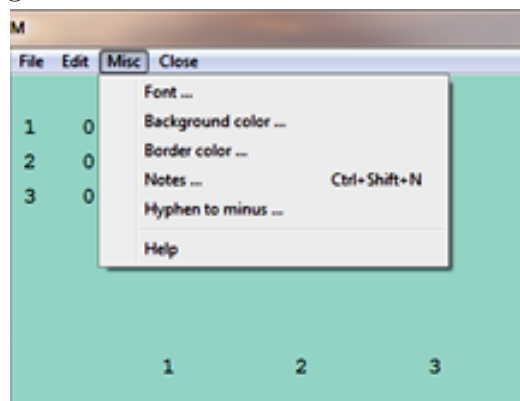 M
File Edit Misc Close
Font ...
Background color ...
1 0
Border color ...
2 0
Notes ... Ctrl+Shift+N
3 0
Hyphen to minus ...
Help
1 2 3